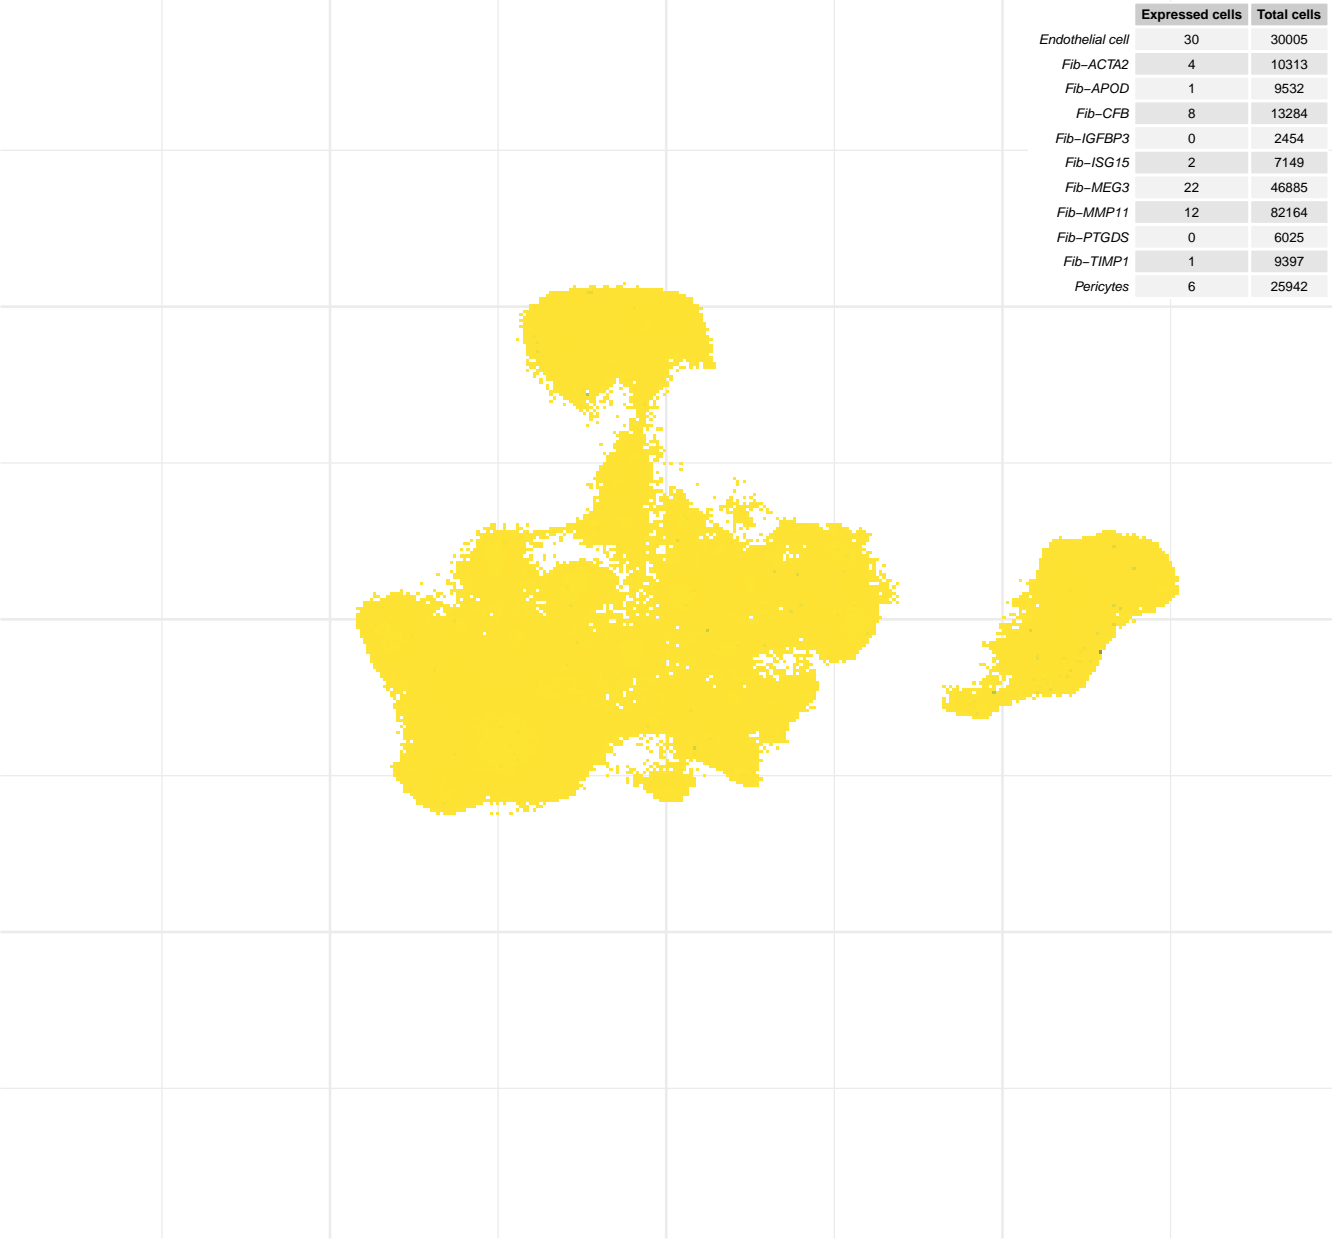 Expressed cells Total cells
Endothelial cell 30 30005
Fib−ACTA2 4 10313
Fib−APOD 1 9532
Fib−CFB 8 13284
Fib−IGFBP3 0 2454
Fib−ISG15 2 7149
Fib−MEG3 22 46885
Fib−MMP11 12 82164
Fib−PTGDS 0 6025
Fib−TIMP1 1 9397
Pericytes 6 25942